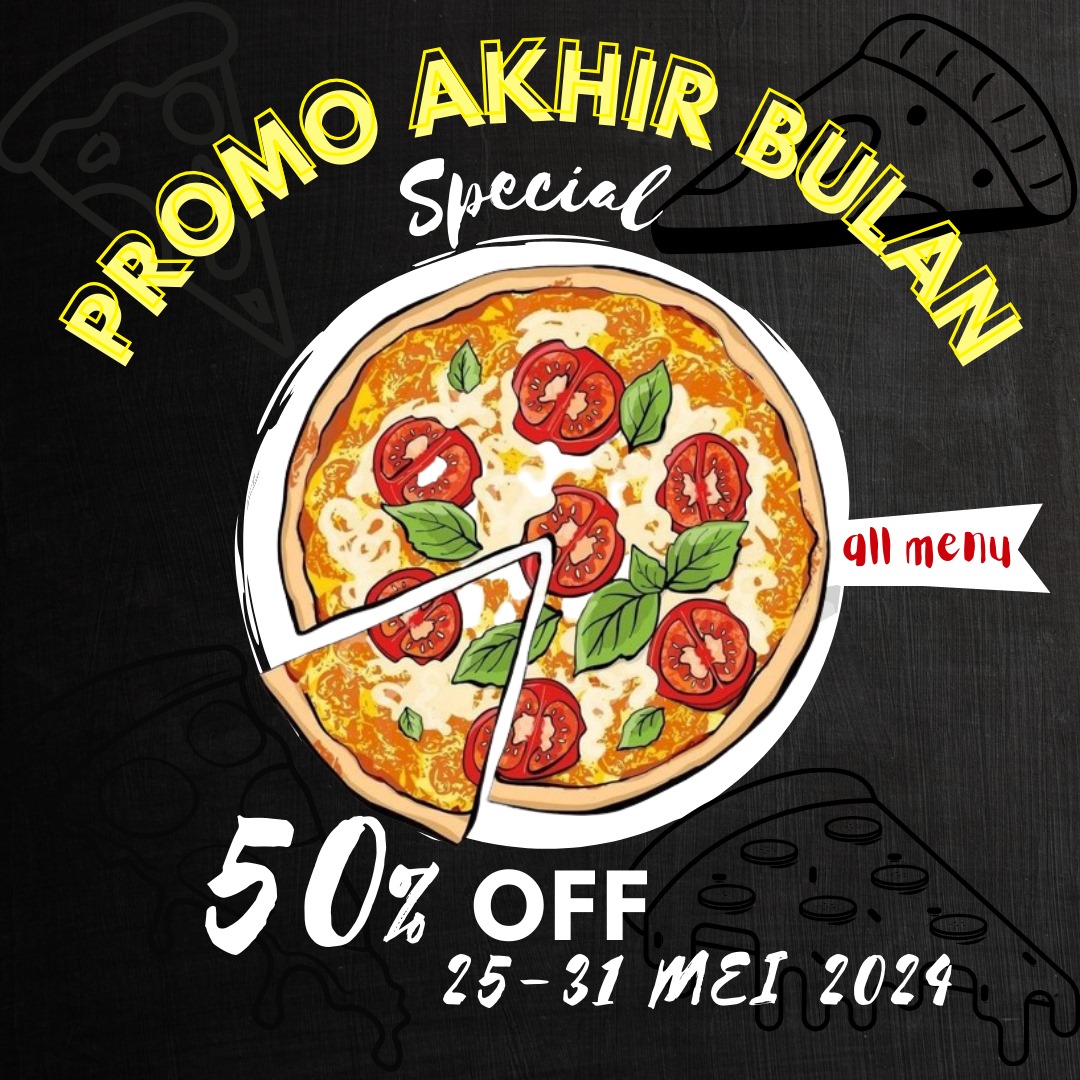 PROMO AKHIR BULAN
Special
all menu
50% OFF
25-31 MEI 2024